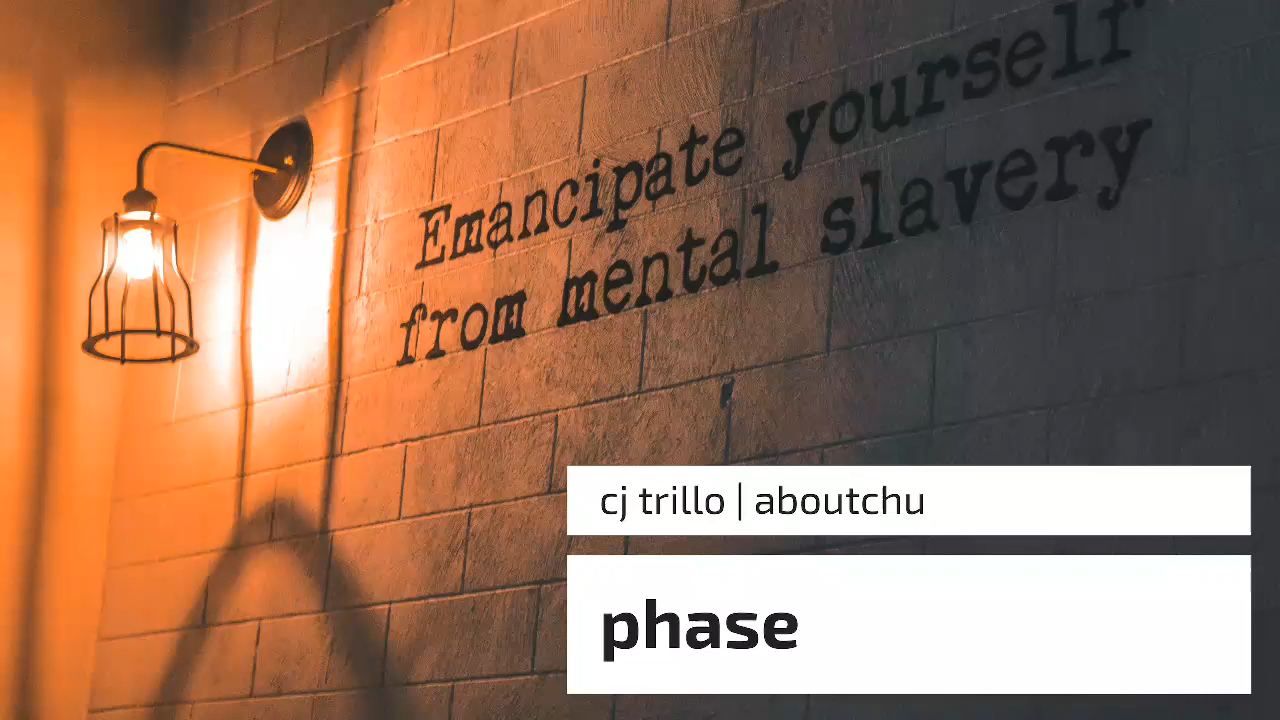 Emancipate yourself
from mental slavery
cj trillo | aboutchu
phase